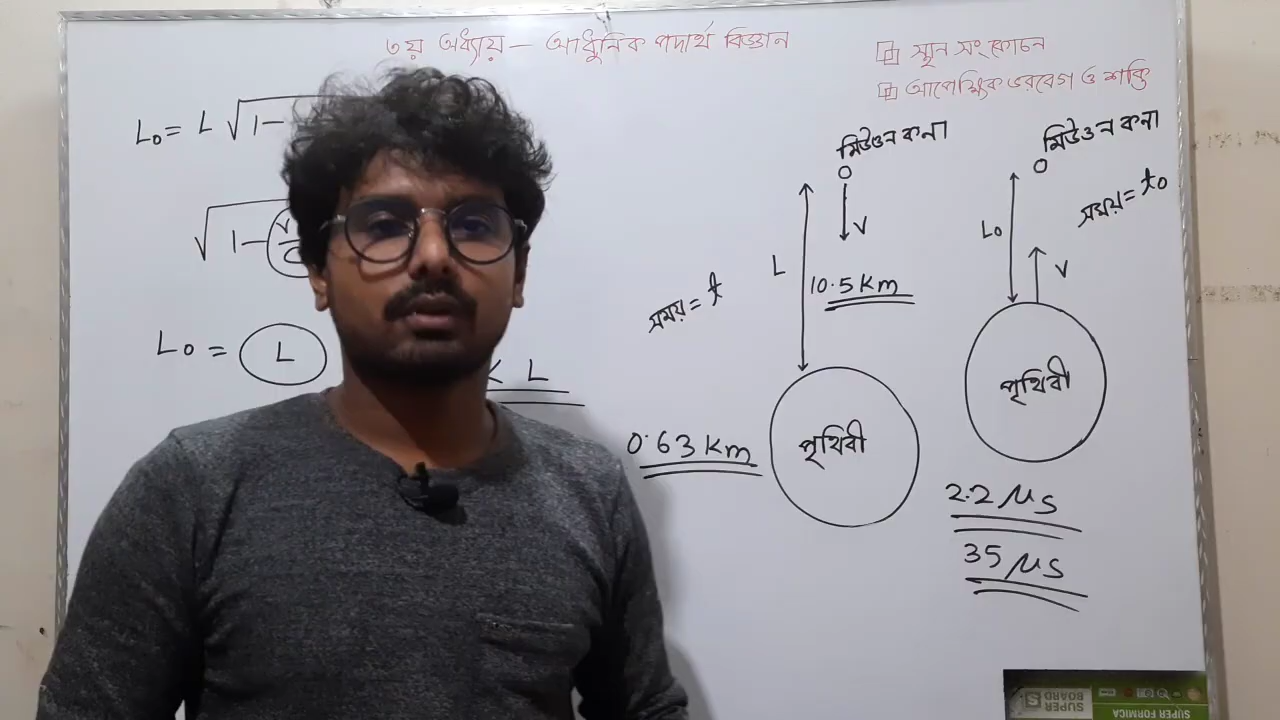 ৩য় অধ্যায় — আধুনিক পদার্থ বিজ্ঞান
স্থান সংকোচন
আপেক্ষিক ভরবেগ ও শক্তি
L₀ = L √1-
√1-
L₀ = L
L
মিউওন কনা
V
L
10.5 Km
সময় = t
পৃথিবী
0.63 Km
মিউওন কনা
সময় = t₀
L₀
V
পৃথিবী
2.2 μs
35 μs
SUPER BOARD
SUPER FORMICA